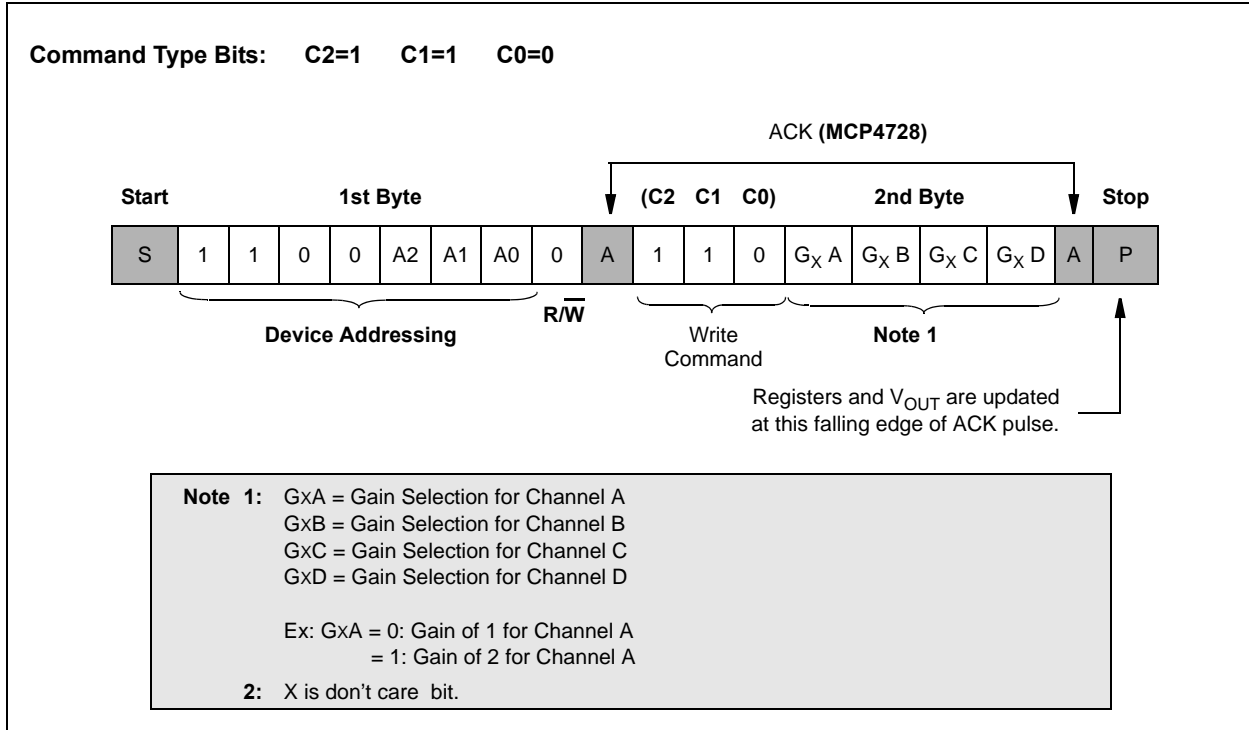 Command Type Bits: C2=1 C1=1 C0=0
ACK (MCP4728)
Start 1st Byte (C2 C1 C0) 2nd Byte Stop
S 1 1 0 0 A2 A1 A0 0 A 1 1 0 GX A GX B GX C GX D A P
R/W̅
Device Addressing
Write
Command
Note 1
Registers and VOUT are updated
at this falling edge of ACK pulse.
Note 1: GXA = Gain Selection for Channel A
GXB = Gain Selection for Channel B
GXC = Gain Selection for Channel C
GXD = Gain Selection for Channel D
Ex: GXA = 0: Gain of 1 for Channel A
= 1: Gain of 2 for Channel A
2: X is don't care bit.